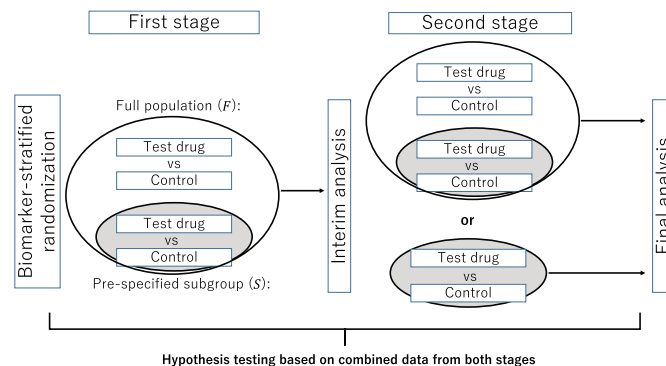 First stage
Second stage
Biomarker-stratified
randomization
Full population (F):
Test drug
vs
Control
Test drug
vs
Control
Pre-specified subgroup (S):
Interim analysis
Test drug
vs
Control
Test drug
vs
Control
or
Test drug
vs
Control
Final analysis
Hypothesis testing based on combined data from both stages